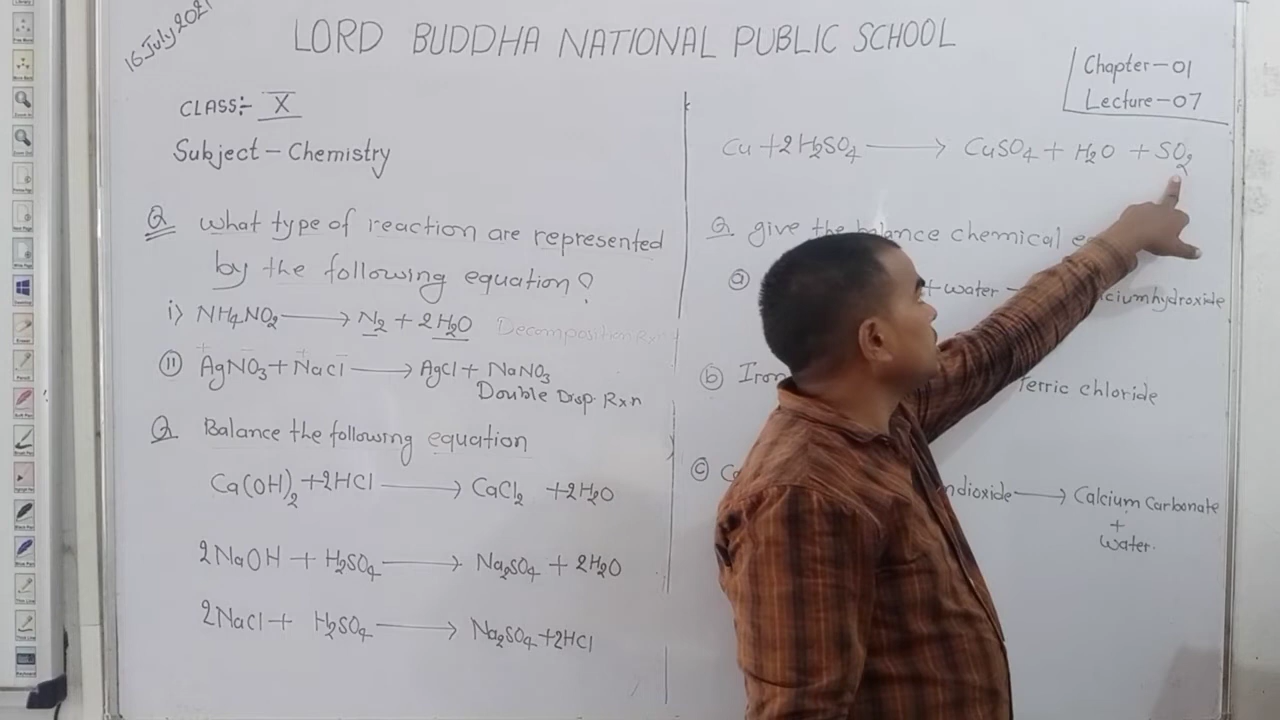 16 July 2021
LORD BUDDHA NATIONAL PUBLIC SCHOOL
Chapter-01
Lecture-07
CLASS:- X
Subject-Chemistry
Q What type of reaction are represented
by the following equation?
i) NH4NO2 → N2 + 2H2O Decomposition Rxn
(II) AgNO3 + NaCl → AgCl + NaNO3
Double Disp. Rxn
Q Balance the following equation
Ca(OH)2 + 2HCl → CaCl2 + 2H2O
2NaOH + H2SO4 → Na2SO4 + 2H2O
2NaCl + H2SO4 → Na2SO4 + 2HCl
Cu + 2H2SO4 → CuSO4 + H2O + SO2
Q give the balance chemical
(a) + water
(b) Iron Ferric chloride
(c) → Calcium Carbonate
+
Water.